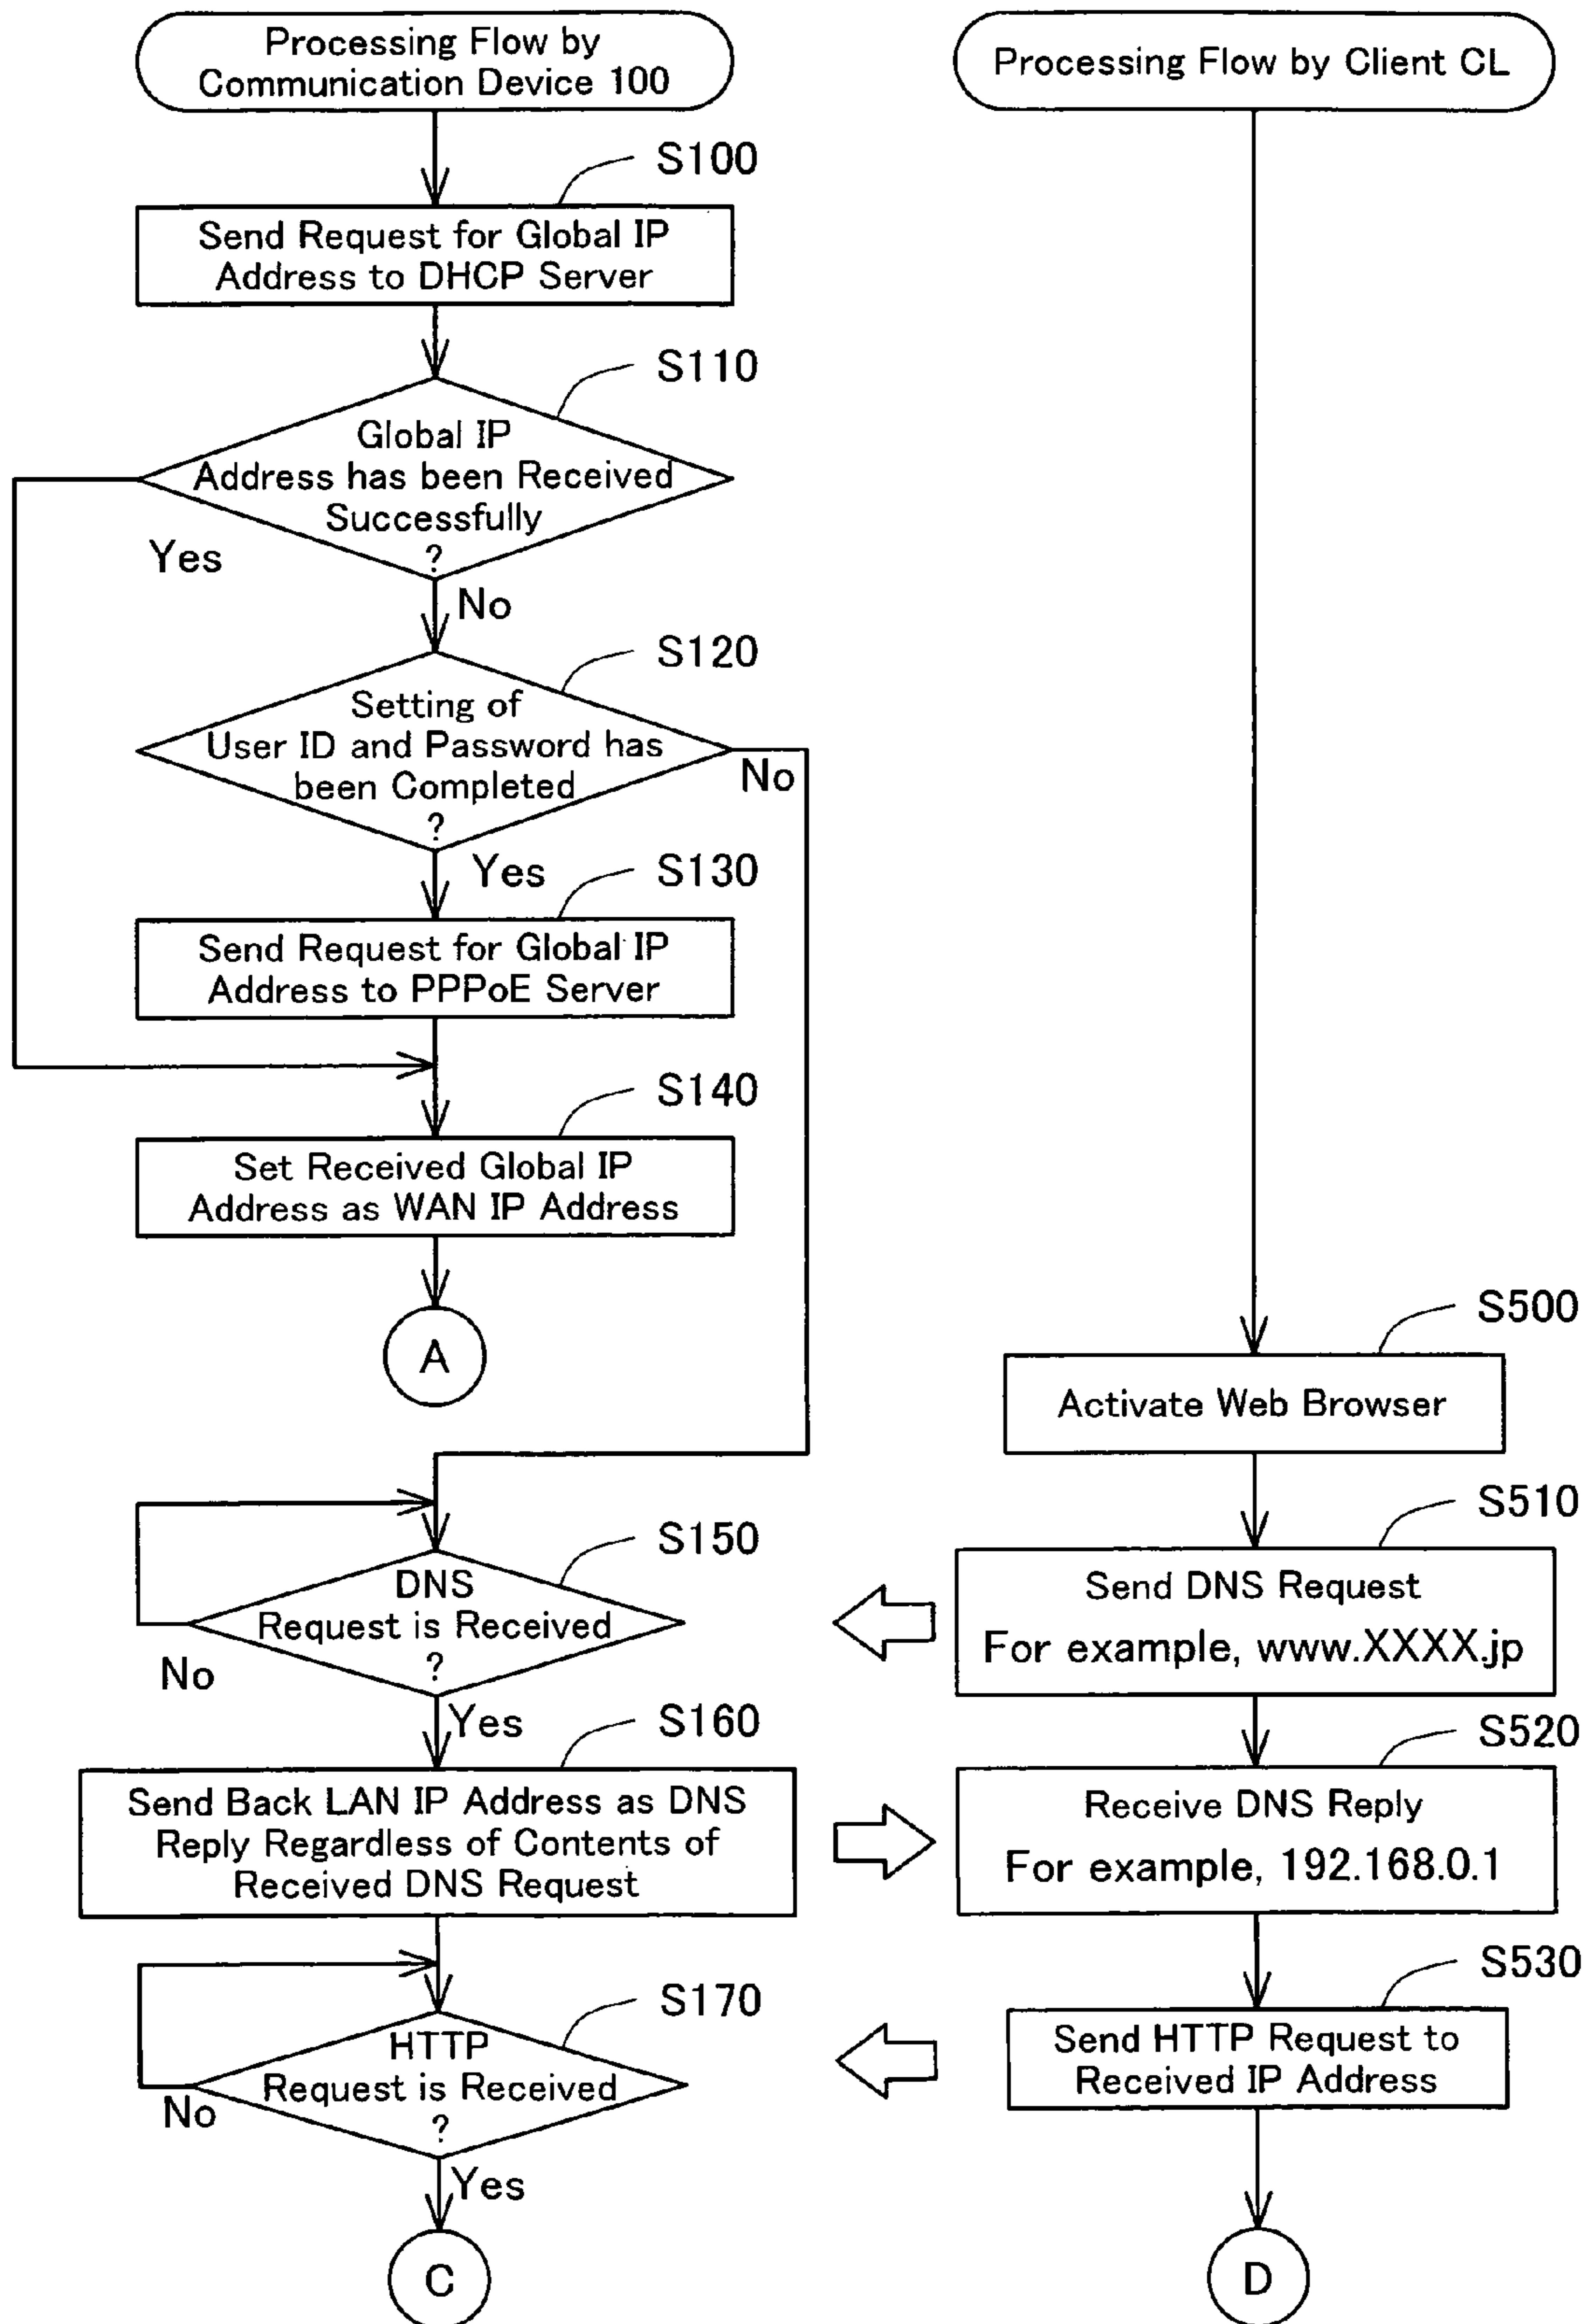 Processing Flow by
Communication Device 100
S100
Send Request for Global IP
Address to DHCP Server
S110
Global IP
Address has been Received
Successfully
?
Yes
No
S120
Setting of
User ID and Password has
been Completed
?
No
Yes
S130
Send Request for Global IP
Address to PPPoE Server
S140
Set Received Global IP
Address as WAN IP Address
A
S150
DNS
Request is Received
?
No
Yes
S160
Send Back LAN IP Address as DNS
Reply Regardless of Contents of
Received DNS Request
S170
HTTP
Request is Received
?
No
Yes
C
Processing Flow by Client CL
S500
Activate Web Browser
S510
Send DNS Request
For example, www.XXXX.jp
S520
Receive DNS Reply
For example, 192.168.0.1
S530
Send HTTP Request to
Received IP Address
D